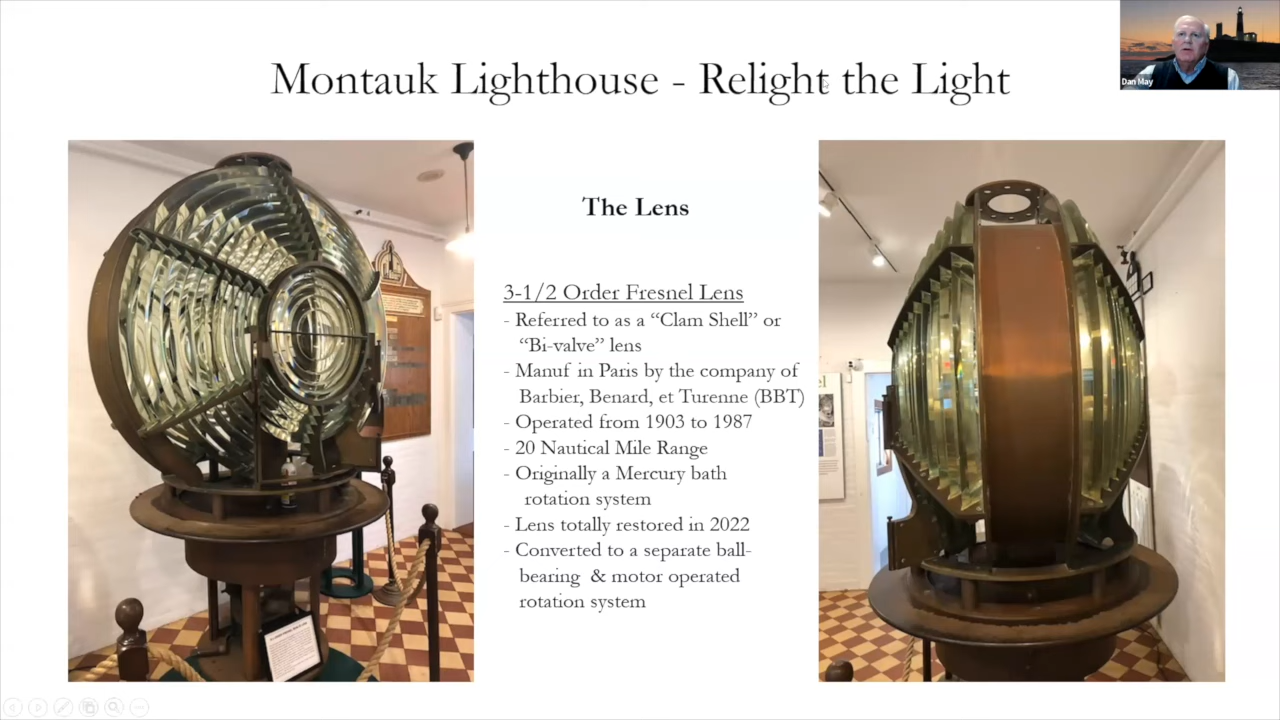 Montauk Lighthouse - Relight the Light
Dan May
The Lens
3-1/2 Order Fresnel Lens
- Referred to as a “Clam Shell” or
“Bi-valve” lens
- Manuf in Paris by the company of
Barbier, Benard, et Turenne (BBT)
- Operated from 1903 to 1987
- 20 Nautical Mile Range
- Originally a Mercury bath
rotation system
- Lens totally restored in 2022
- Converted to a separate ball-
bearing & motor operated
rotation system